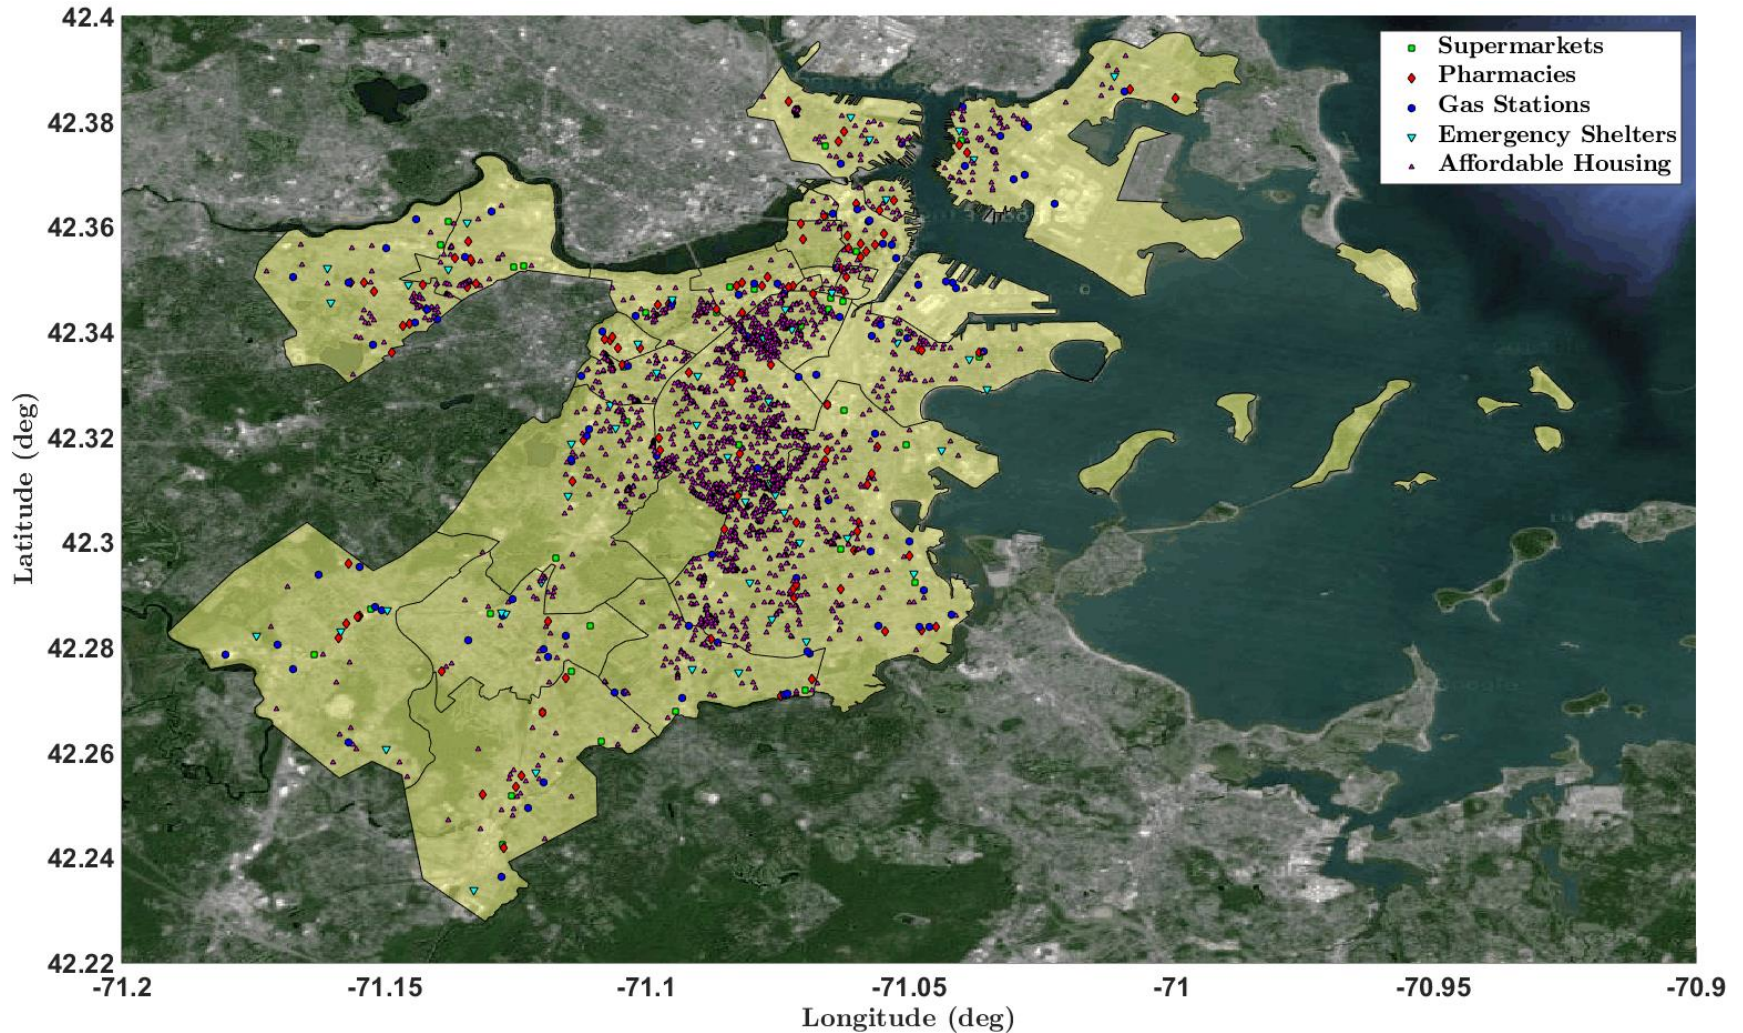 42.4
42.38
42.36
42.34
42.32
42.3
42.28
42.26
42.24
42.22
Latitude (deg)
Supermarkets
Pharmacies
Gas Stations
Emergency Shelters
Affordable Housing
-71.2
-71.15
-71.1
-71.05
-71
-70.95
-70.9
Longitude (deg)